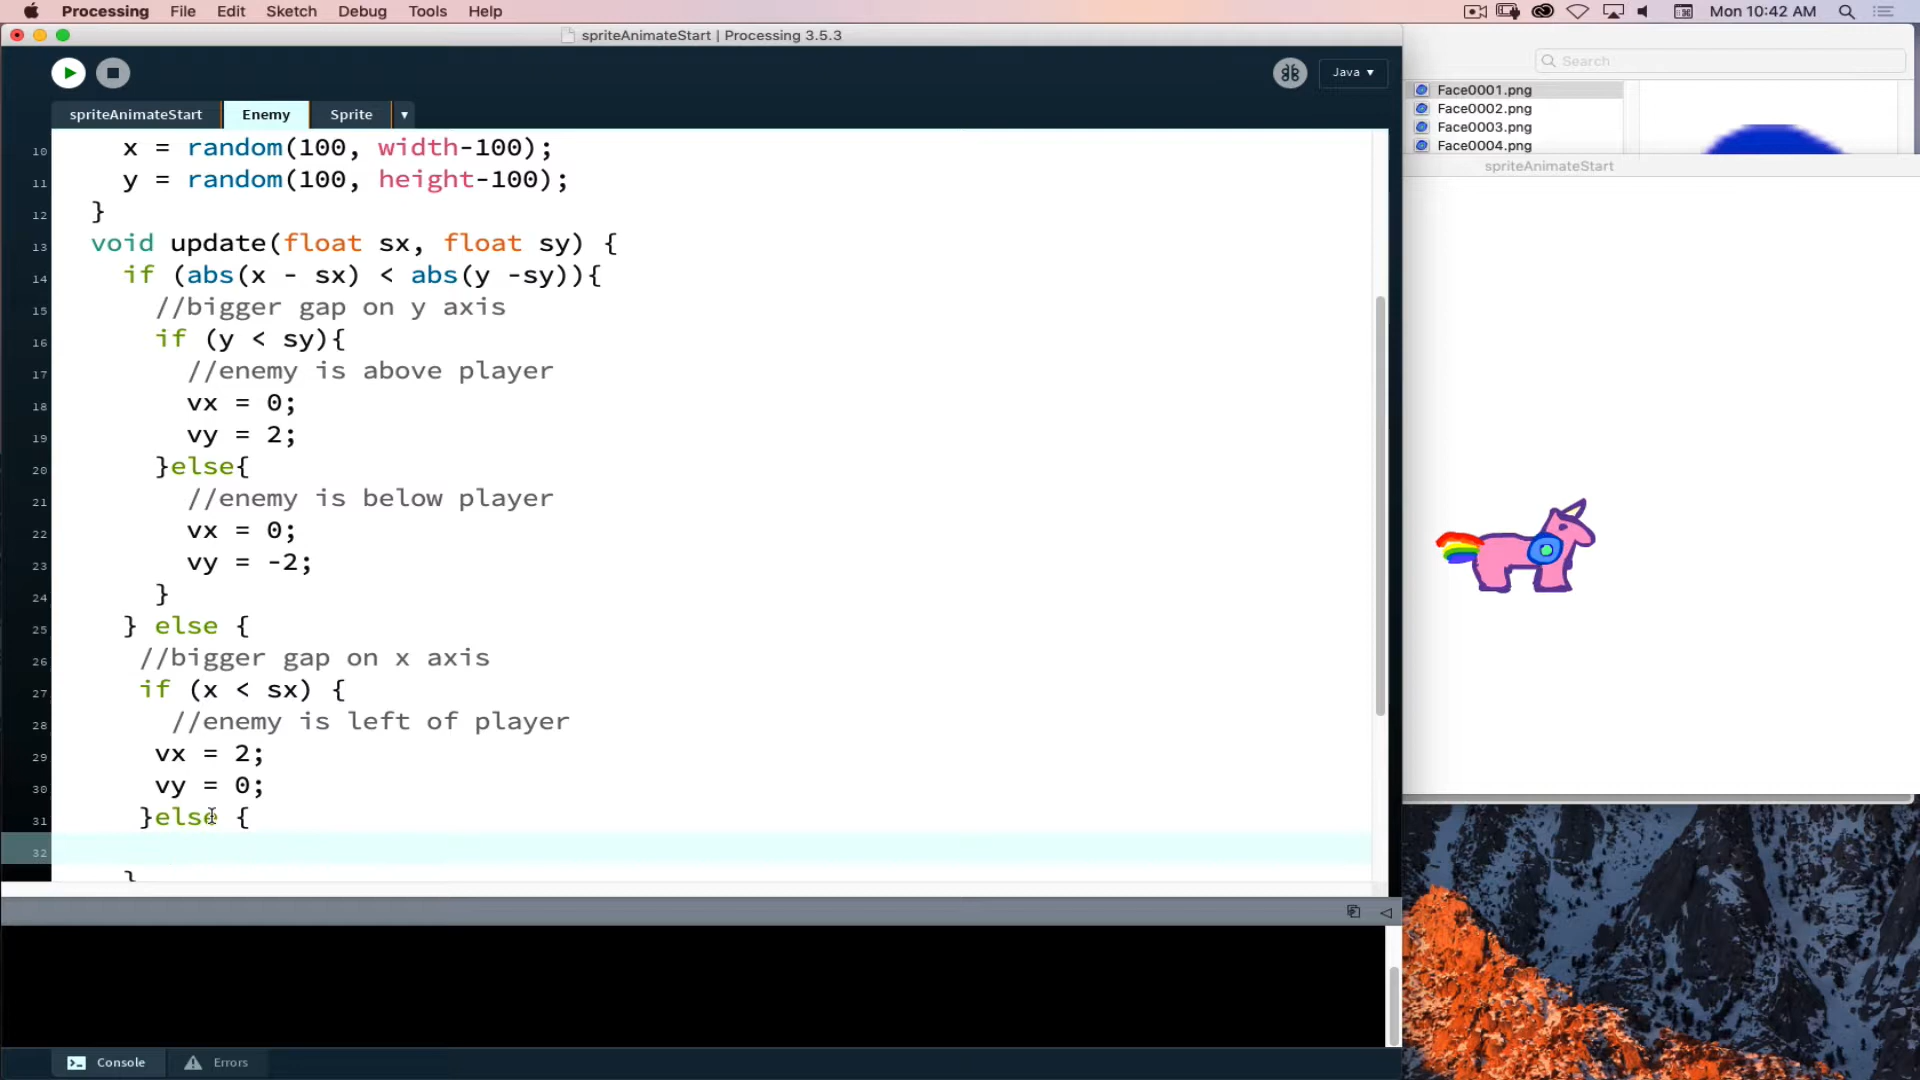 Processing File Edit Sketch Debug Tools Help Mon 10:42 AM
spriteAnimateStart | Processing 3.5.3
Java ▾
Search
spriteAnimateStart Enemy Sprite ▾
Face0001.png
Face0002.png
Face0003.png
Face0004.png
spriteAnimateStart
10 x = random(100, width-100);
11 y = random(100, height-100);
12 }
13 void update(float sx, float sy) {
14 if (abs(x - sx) < abs(y -sy)){
15 //bigger gap on y axis
16 if (y < sy){
17 //enemy is above player
18 vx = 0;
19 vy = 2;
20 }else{
21 //enemy is below player
22 vx = 0;
23 vy = -2;
24 }
25 } else {
26 //bigger gap on x axis
27 if (x < sx) {
28 //enemy is left of player
29 vx = 2;
30 vy = 0;
31 }else {
32
}
Console Errors